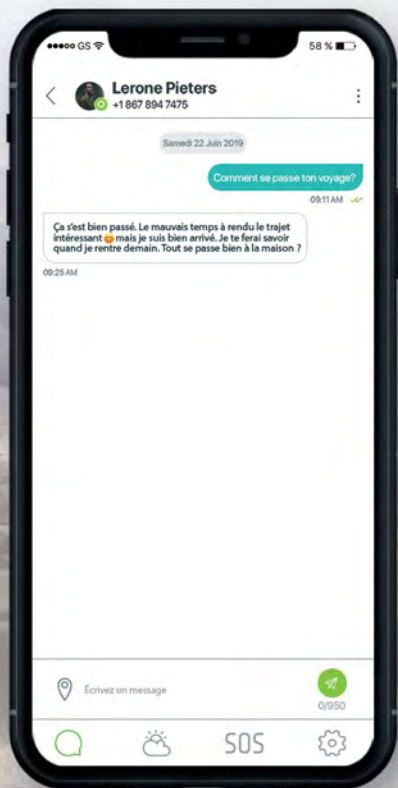 GS 58 %
Lerone Pieters
+1 867 894 7475
Samedi 22 Juin 2019
Comment se passe ton voyage?
09:11 AM
Ça s'est bien passé. Le mauvais temps à rendu le trajet
intéressant 😊 mais je suis bien arrivé. Je te ferai savoir
quand je rentre demain. Tout se passe bien à la maison ?
09:25 AM
Écrivez un message
0/950
SOS